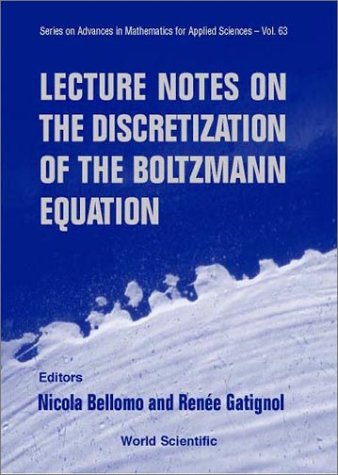 Series on Advances in Mathematics for Applied Sciences – Vol. 63
LECTURE NOTES ON
THE DISCRETIZATION
OF THE BOLTZMANN
EQUATION
Editors
Nicola Bellomo and Renée Gatignol
World Scientific